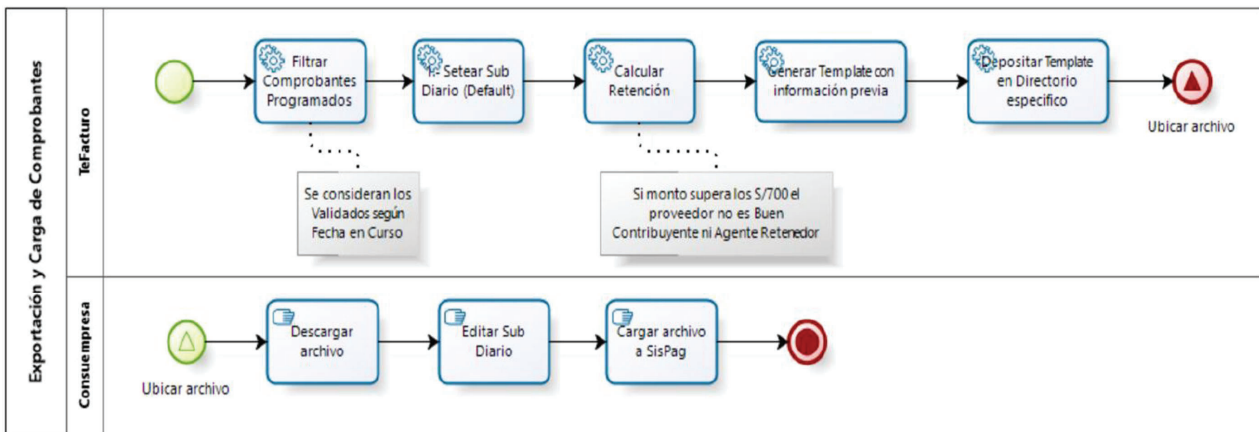 Exportación y Carga de Comprobantes
TeFacturo
Filtrar
Comprobantes
Programados
Setear Sub
Diario (Default)
Calcular
Retención
Generar Template con
información previa
Depositar Template
en Directorio
especifico
Ubicar archivo
Se consideran los
Validados según
Fecha en Curso
Si monto supera los S/700 el
proveedor no es Buen
Contribuyente ni Agente Retenedor
Consuempresa
Ubicar archivo
Descargar
archivo
Editar Sub
Diario
Cargar archivo
a SisPag